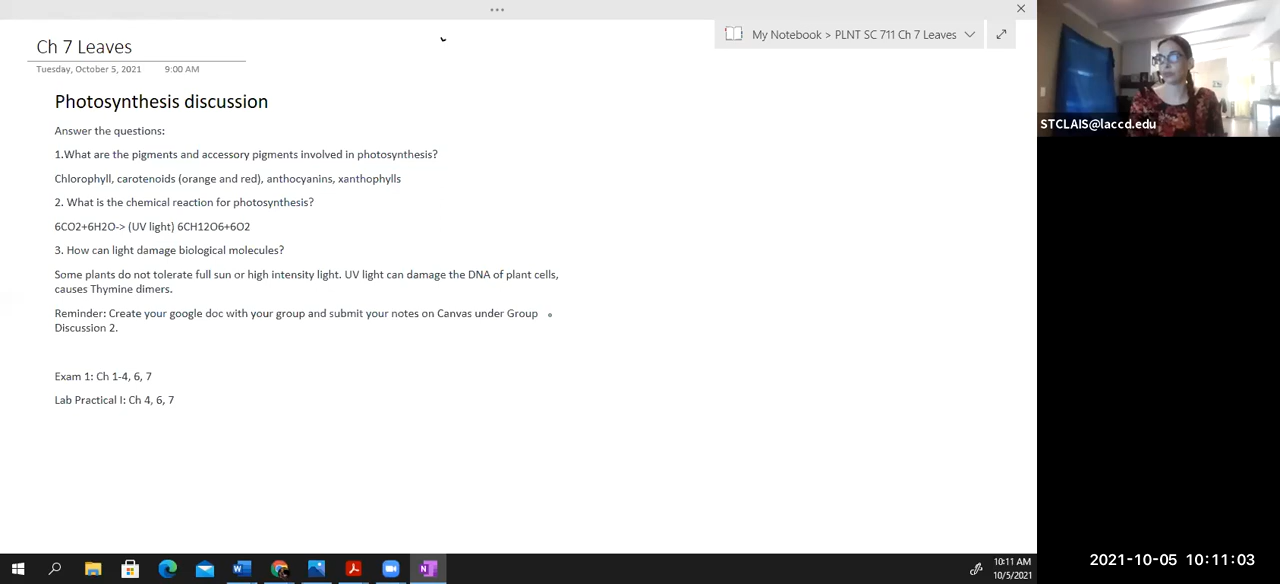 Ch 7 Leaves
Tuesday, October 5, 2021 9:00 AM
My Notebook > PLNT SC 711 Ch 7 Leaves
Photosynthesis discussion
Answer the questions:
1.What are the pigments and accessory pigments involved in photosynthesis?
Chlorophyll, carotenoids (orange and red), anthocyanins, xanthophylls
2. What is the chemical reaction for photosynthesis?
6CO2+6H2O-> (UV light) 6CH12O6+6O2
3. How can light damage biological molecules?
Some plants do not tolerate full sun or high intensity light. UV light can damage the DNA of plant cells,
causes Thymine dimers.
Reminder: Create your google doc with your group and submit your notes on Canvas under Group
Discussion 2.
Exam 1: Ch 1-4, 6, 7
Lab Practical I: Ch 4, 6, 7
STCLAIS@laccd.edu
10:11 AM
10/5/2021
2021-10-05 10:11:03